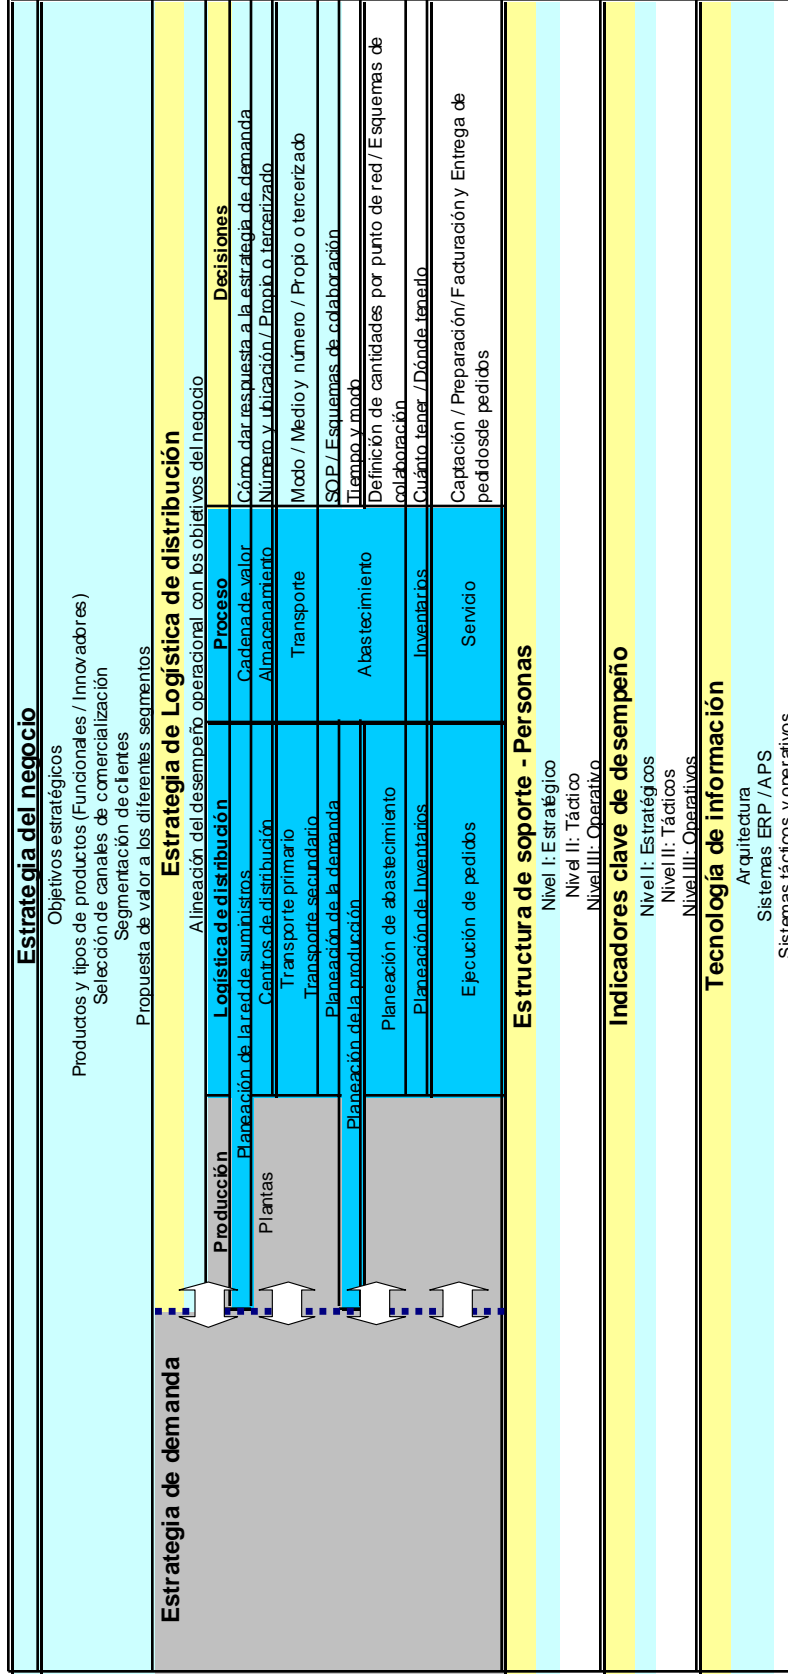 Estrategia del negocio
Objetivos estratégicos
Productos y tipos de productos (Funcionales / Innovadores)
Selección de canales de comercialización
Segmentación de clientes
Propuesta de valor a los diferentes segmentos
Estrategia de demanda
Estrategia de Logística de distribución
Alineación del desempeño operacional con los objetivos del negocio
Producción
Logística de distribución
Proceso
Decisiones
Planeación de la red de suministros
Cadena de valor
Cómo dar respuesta a la estrategia de demanda
Plantas
Centros de distribución
Almacenamiento
Número y ubicación / Propio o tercerizado
Transporte primario
Transporte secundario
Transporte
Modo / Medio y número / Propio o tercerizado
Planeación de la demanda
Abastecimiento
SOP / Esquemas de colaboración
Planeación de la producción
Tiempo y modo
Planeación de abastecimiento
Definición de cantidades por punto de red / Esquemas de
colaboración
Planeación de Inventarios
Inventarios
Cuánto tener / Dónde tenerlo
Ejecución de pedidos
Servicio
Captación / Preparación/ Facturación y Entrega de
pedidosde pedidos
Estructura de soporte - Personas
Nivel I: Estratégico
Nivel II: Táctico
Nivel III: Operativo
Indicadores clave de desempeño
Nivel I: Estratégicos
Nivel II: Tácticos
Nivel III: Operativos
Tecnología de información
Arquitectura
Sistemas ERP / APS
Sistemas tácticos y operativos